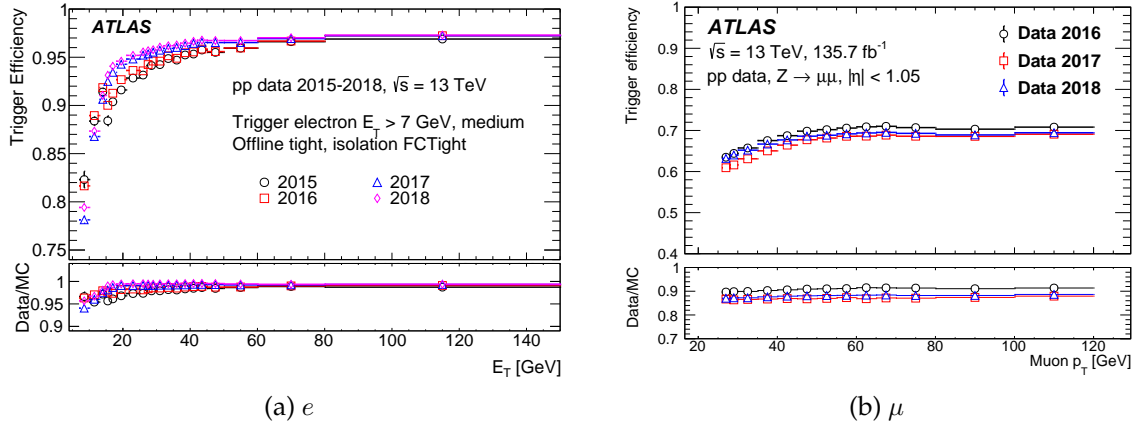 ATLAS
pp data 2015-2018, √s = 13 TeV
Trigger electron E_T > 7 GeV, medium
Offline tight, isolation FCTight
2015
2016
2017
2018
Trigger Efficiency
1
0.95
0.9
0.85
0.8
0.75
Data/MC
1
0.95
0.9
20 40 60 80 100 120 140
E_T [GeV]
(a) e
ATLAS
√s = 13 TeV, 135.7 fb⁻¹
pp data, Z → μμ, |η| < 1.05
Data 2016
Data 2017
Data 2018
Trigger efficiency
1
0.9
0.8
0.7
0.6
0.5
0.4
Data/MC
1
0.9
0.8
0.7
20 40 60 80 100 120
Muon p_T [GeV]
(b) μ